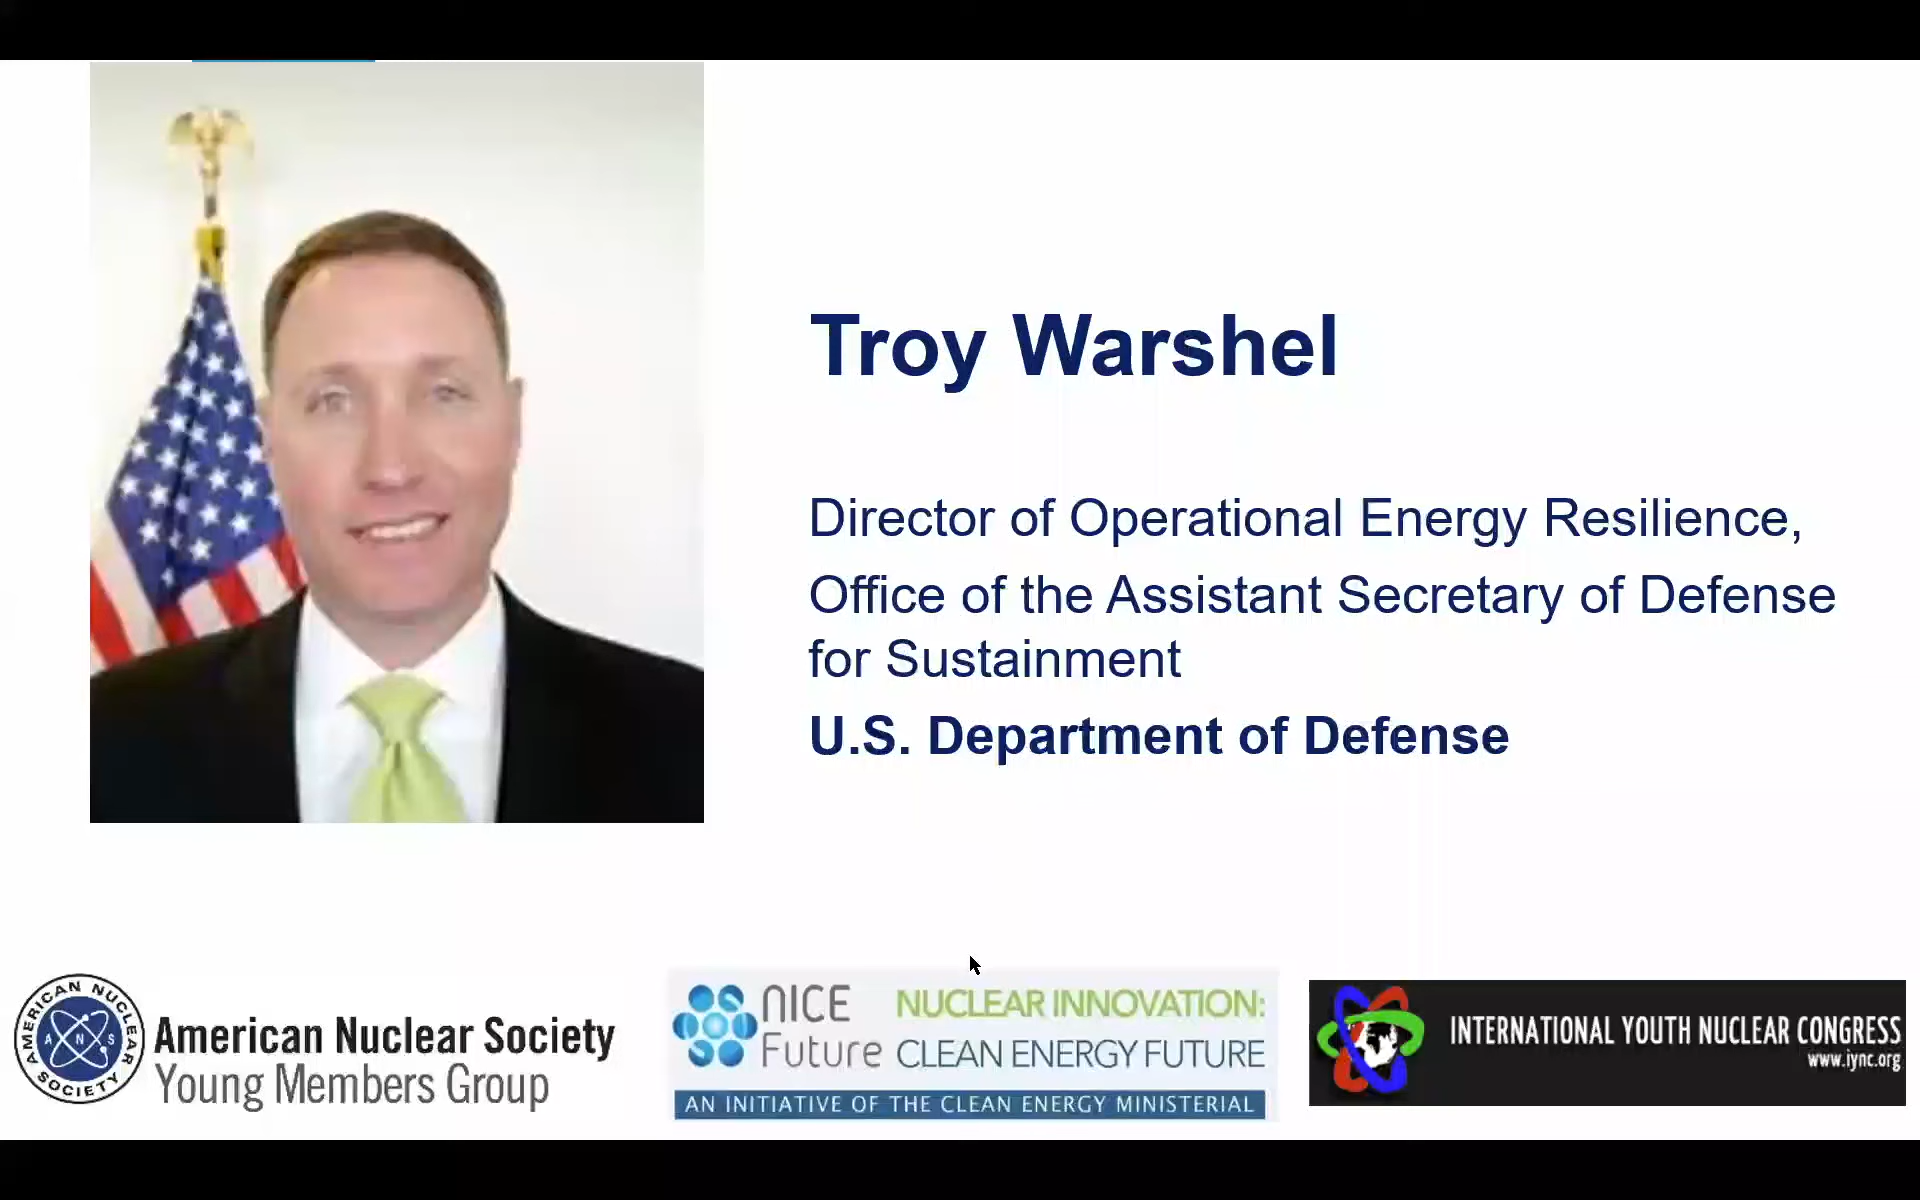 Troy Warshel
Director of Operational Energy Resilience,
Office of the Assistant Secretary of Defense
for Sustainment
U.S. Department of Defense
AMERICAN NUCLEAR SOCIETY
ANS
American Nuclear Society
Young Members Group
NICE
Future
NUCLEAR INNOVATION:
CLEAN ENERGY FUTURE
AN INITIATIVE OF THE CLEAN ENERGY MINISTERIAL
INTERNATIONAL YOUTH NUCLEAR CONGRESS
www.iync.org